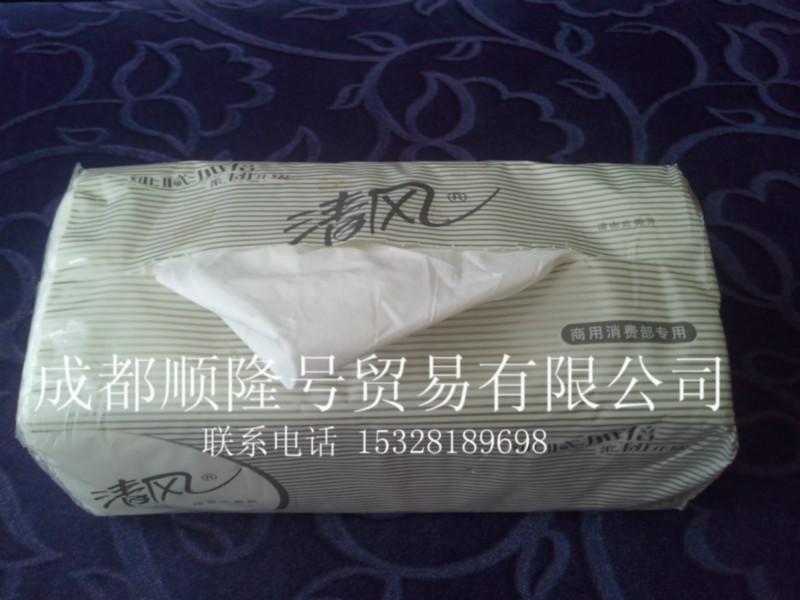 清风®
商用消费部专用
成都顺隆号贸易有限公司
联系电话 15328189698
清风®